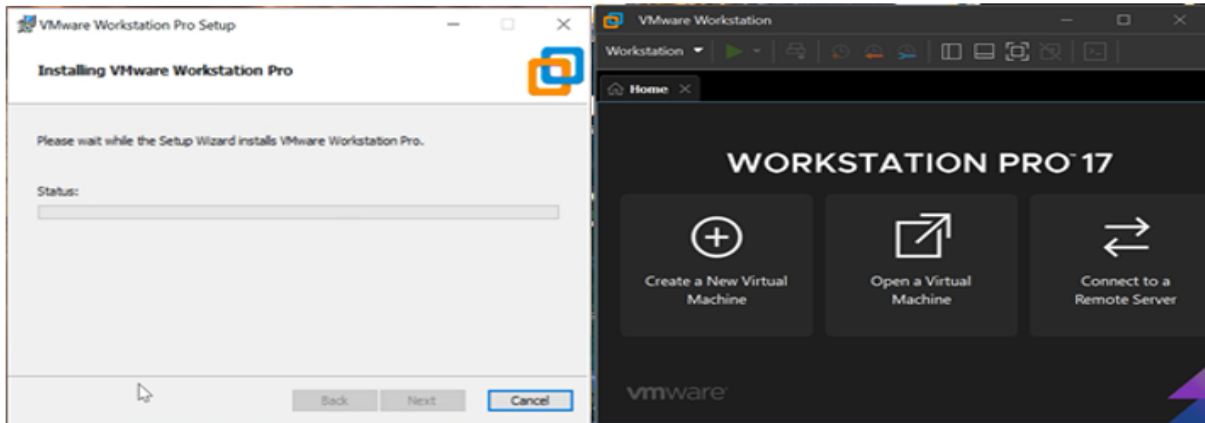 VMware Workstation Pro Setup
Installing VMware Workstation Pro
Please wait while the Setup Wizard installs VMware Workstation Pro.
Status:
Back Next Cancel
VMware Workstation
Workstation
Home
WORKSTATION PRO™ 17
Create a New Virtual
Machine
Open a Virtual
Machine
Connect to a
Remote Server
vmware